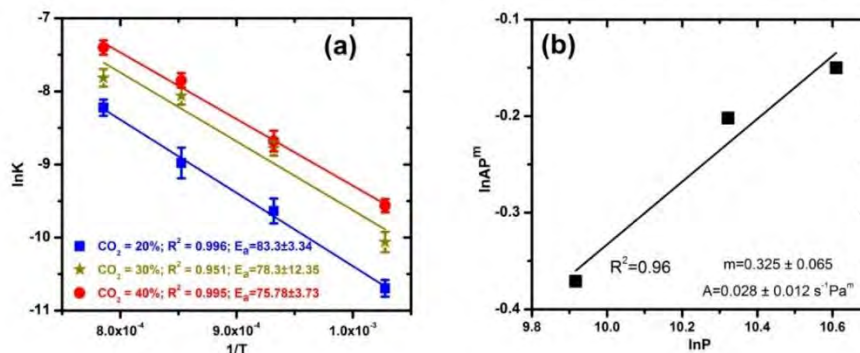 (a)
lnK
-7
-8
-9
-10
-11
CO₂ = 20%; R² = 0.996; Eₐ=83.3±3.34
CO₂ = 30%; R² = 0.951; Eₐ=78.3±12.35
CO₂ = 40%; R² = 0.995; Eₐ=75.78±3.73
8.0x10⁻⁴
9.0x10⁻⁴
1.0x10⁻³
1/T
(b)
lnAPᵐ
-0.1
-0.2
-0.3
-0.4
R²=0.96
m=0.325 ± 0.065
A=0.028 ± 0.012 s⁻¹Paᵐ
9.8
10.0
10.2
10.4
10.6
lnP